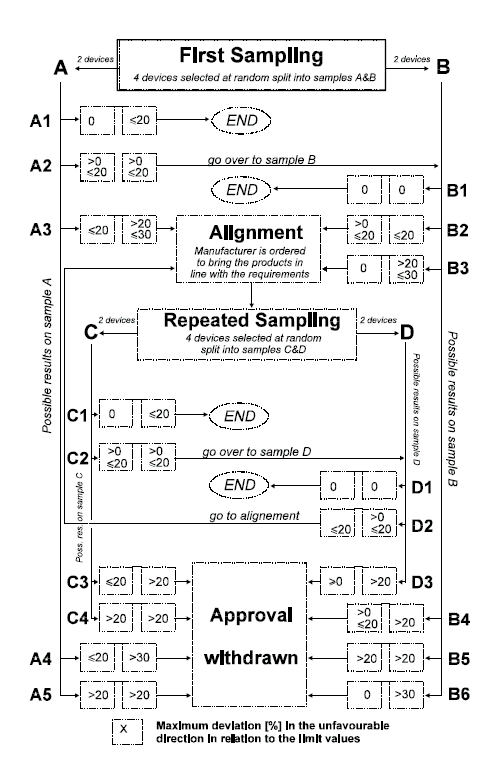 First Sampling
A
2 devices
4 devices selected at random split into samples A&B
2 devices
B
A1
0
≤20
END
A2
>0
≤20
>0
≤20
go over to sample B
END
0
0
B1
A3
≤20
>20
≤30
Alignment
Manufacturer is ordered
to bring the products in
line with the requirements
>0
≤20
≤20
B2
0
>20
≤30
B3
Possible results on sample A
C
2 devices
Repeated Sampling
4 devices selected at random
split into samples C&D
2 devices
D
Possible results on sample D
Possible results on sample B
C1
0
≤20
END
C2
>0
≤20
>0
≤20
go over to sample D
END
0
0
D1
Poss. res. on sample C
go to alignement
≤20
>0
≤20
D2
C3
≤20
>20
Approval
withdrawn
≥0
>20
D3
C4
>20
>20
>0
≤20
>20
B4
A4
≤20
>30
>20
>20
B5
A5
>20
>20
0
>30
B6
X
Maximum deviation [%] in the unfavourable
direction in relation to the limit values